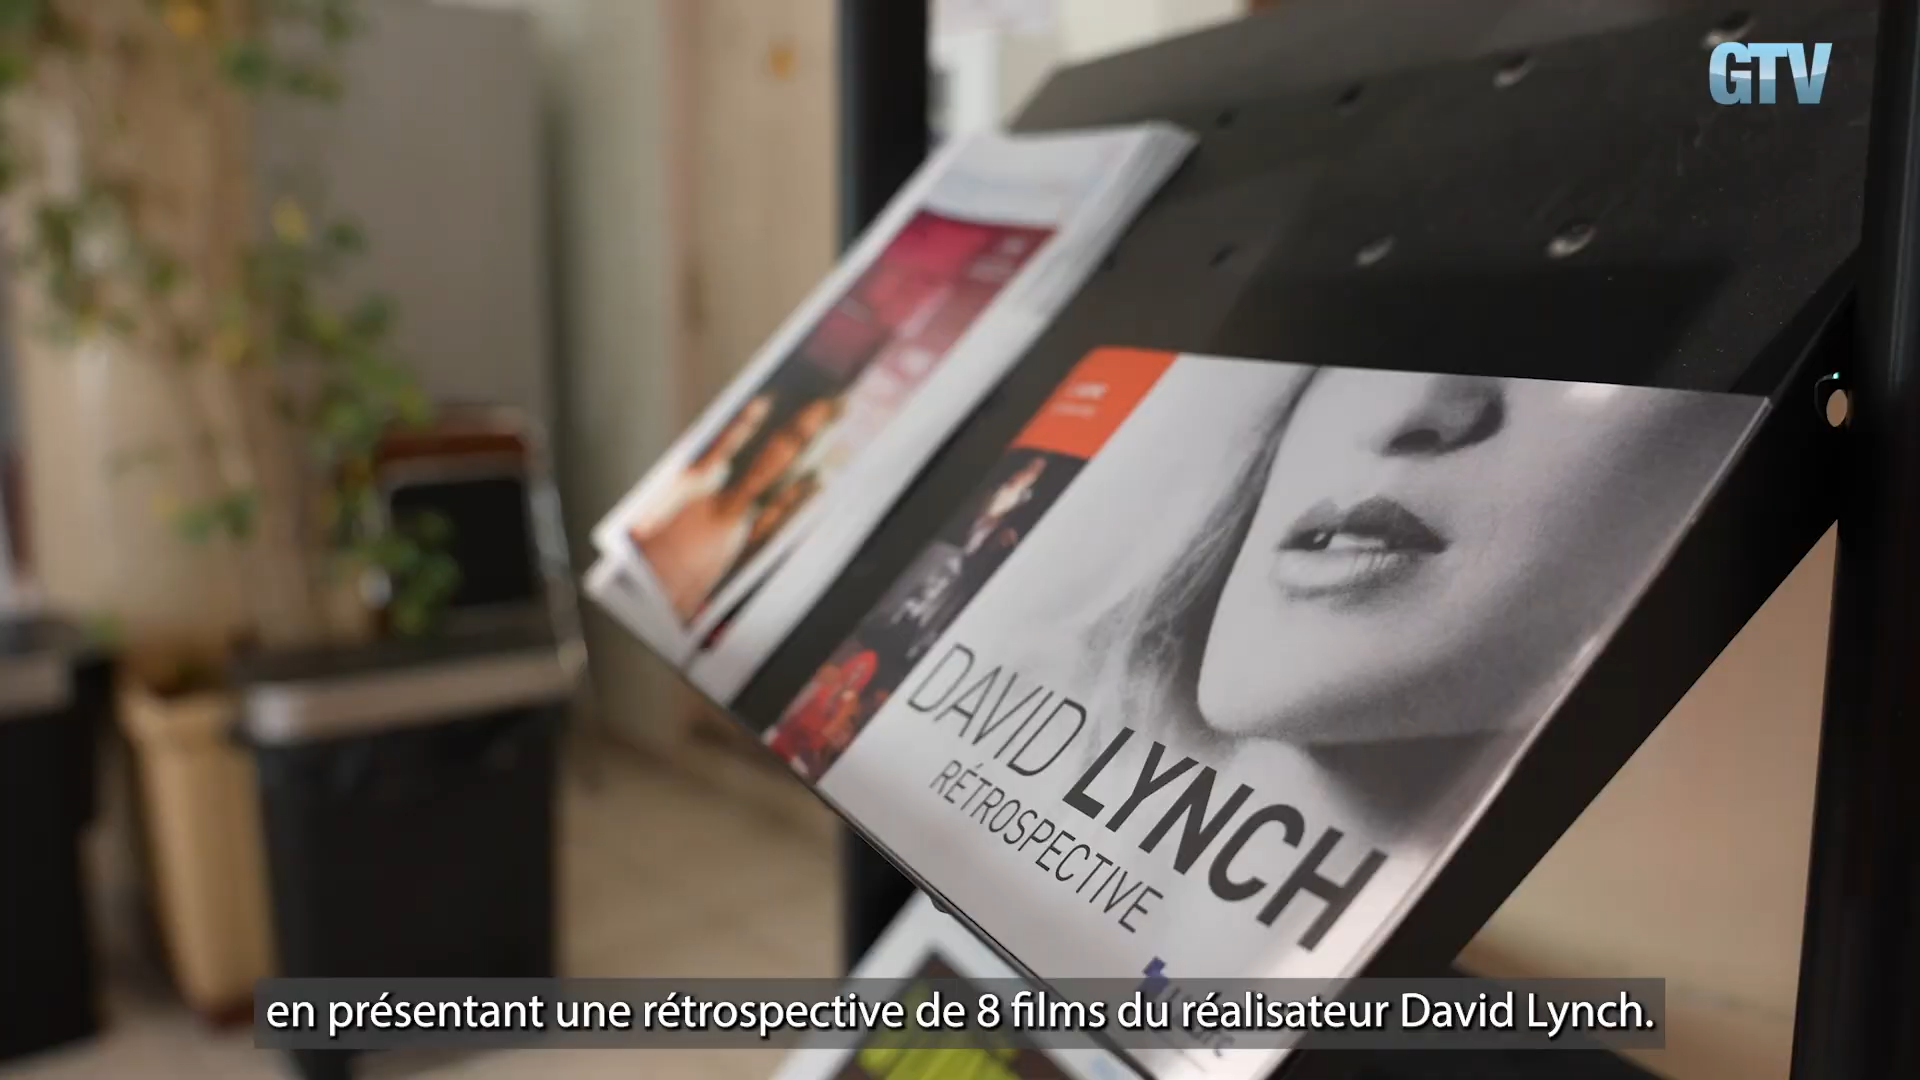 GTV
DAVID LYNCH
RÉTROSPECTIVE
en présentant une rétrospective de 8 films du réalisateur David Lynch.